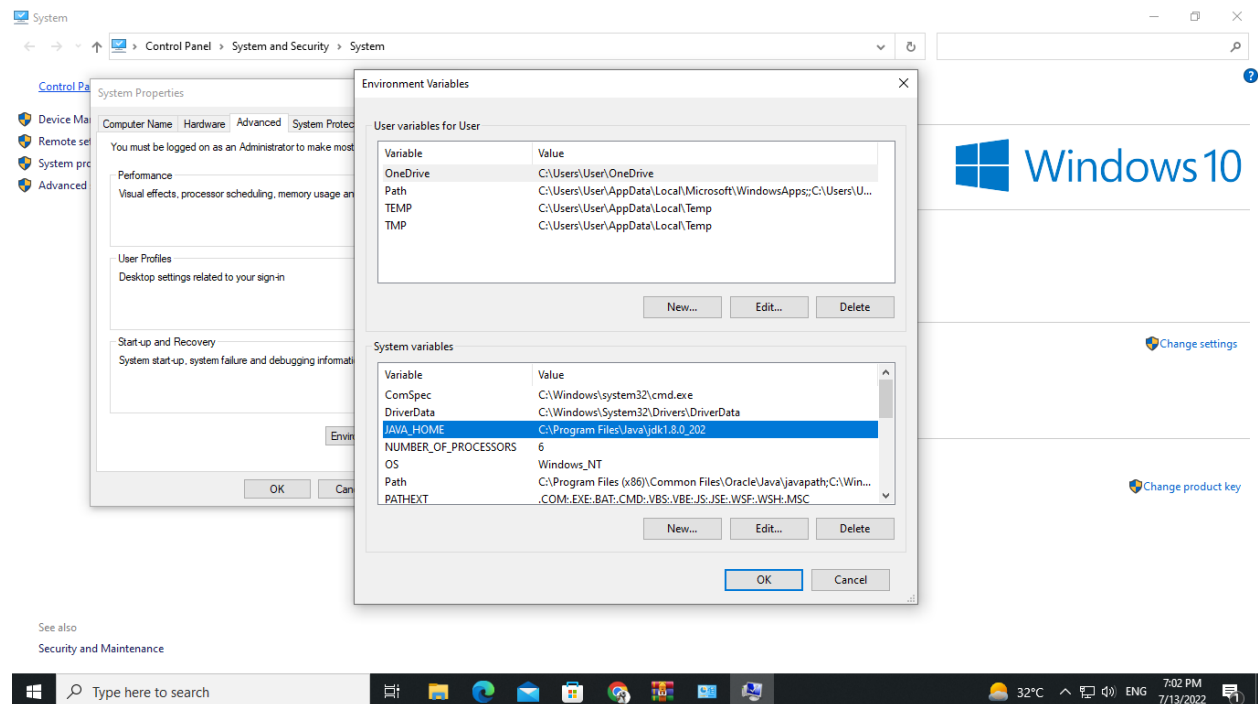 System
Control Panel › System and Security › System
Control Pa
Device Ma
Remote set
System pro
Advanced
System Properties
Computer Name Hardware Advanced System Protec
You must be logged on as an Administrator to make most
Performance
Visual effects, processor scheduling, memory usage an
User Profiles
Desktop settings related to your sign-in
Start-up and Recovery
System start-up, system failure and debugging informati
Envir
OK Can
Environment Variables
User variables for User
Variable Value
OneDrive C:\Users\User\OneDrive
Path C:\Users\User\AppData\Local\Microsoft\WindowsApps;;C:\Users\U...
TEMP C:\Users\User\AppData\Local\Temp
TMP C:\Users\User\AppData\Local\Temp
New... Edit... Delete
System variables
Variable Value
ComSpec C:\Windows\system32\cmd.exe
DriverData C:\Windows\System32\Drivers\DriverData
JAVA_HOME C:\Program Files\Java\jdk1.8.0_202
NUMBER_OF_PROCESSORS 6
OS Windows_NT
Path C:\Program Files (x86)\Common Files\Oracle\Java\javapath;C:\Win...
PATHEXT .COM;.EXE;.BAT;.CMD;.VBS;.VBE;.JS;.JSE;.WSF;.WSH;.MSC
New... Edit... Delete
OK Cancel
Windows 10
Change settings
Change product key
See also
Security and Maintenance
Type here to search
32°C ENG 7:02 PM
7/13/2022
1